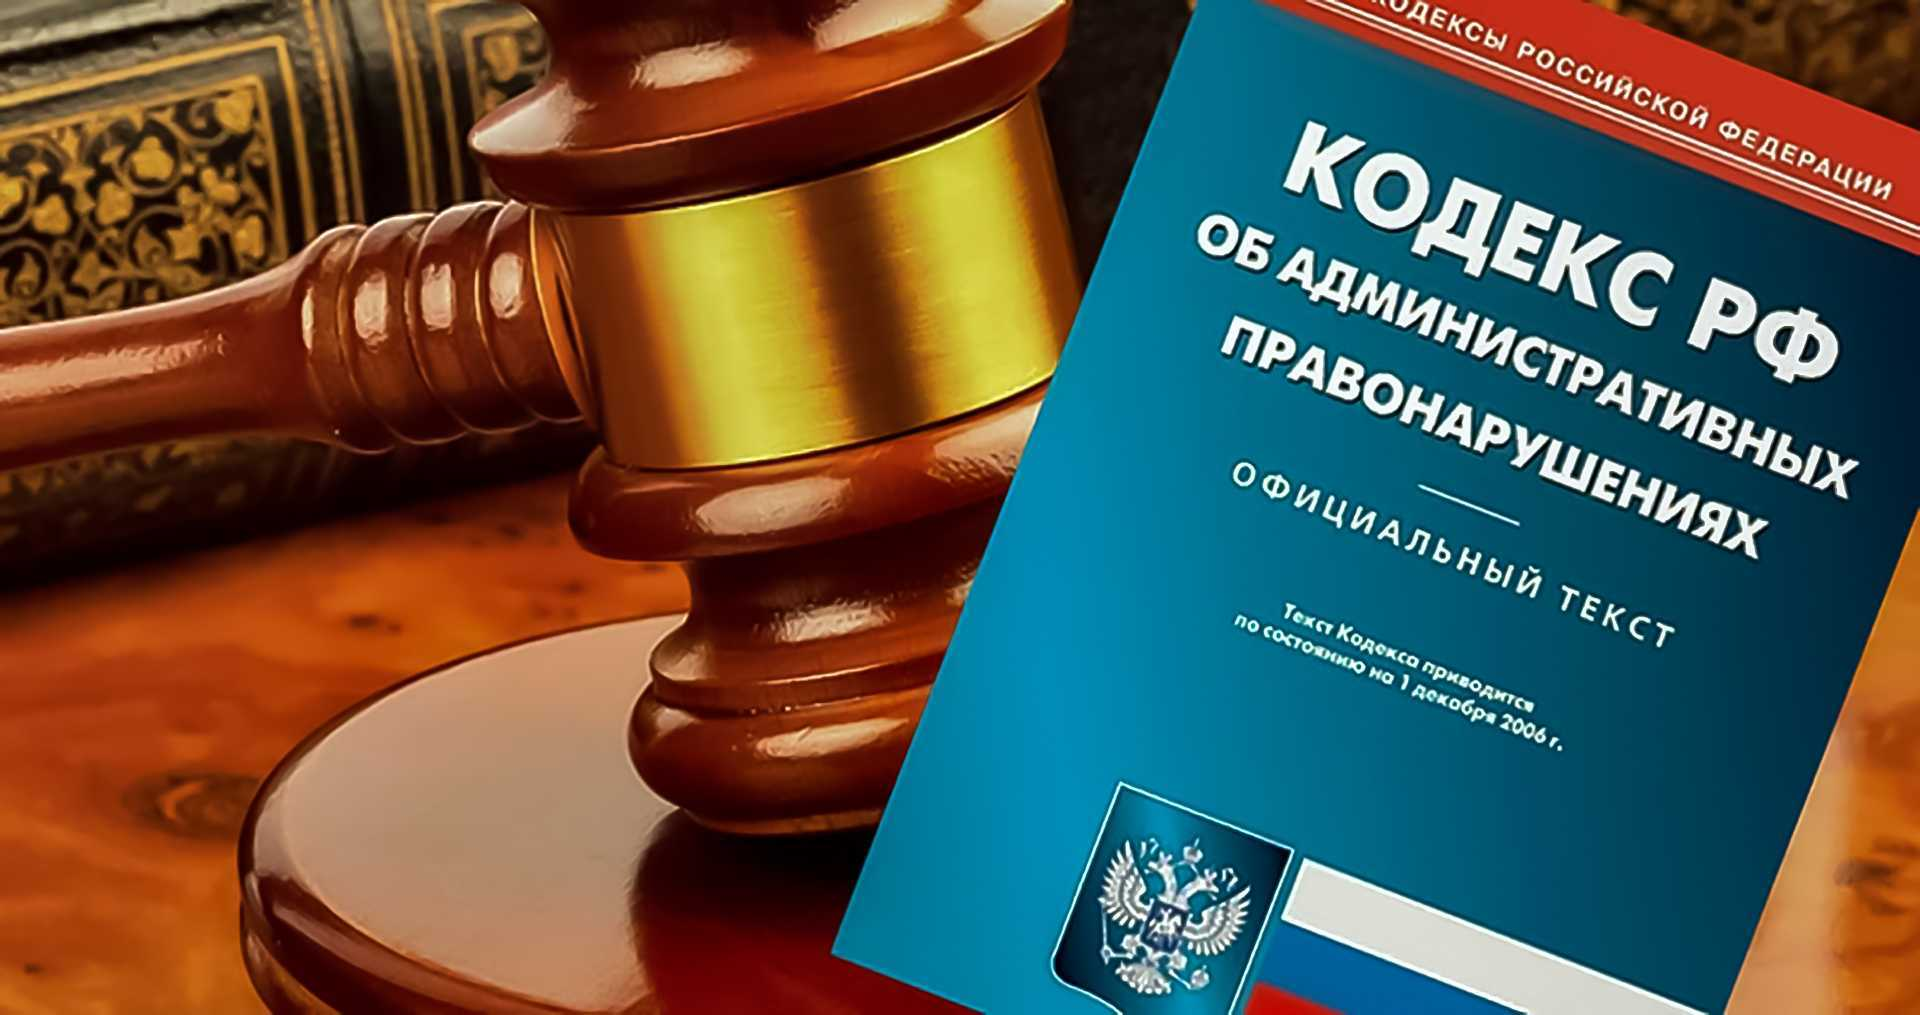 КОДЕКСЫ РОССИЙСКОЙ ФЕДЕРАЦИИ
КОДЕКС РФ
ОБ АДМИНИСТРАТИВНЫХ
ПРАВОНАРУШЕНИЯХ
ОФИЦИАЛЬНЫЙ ТЕКСТ
Текст Кодекса приводится
по состоянию на 1 декабря 2006 г.